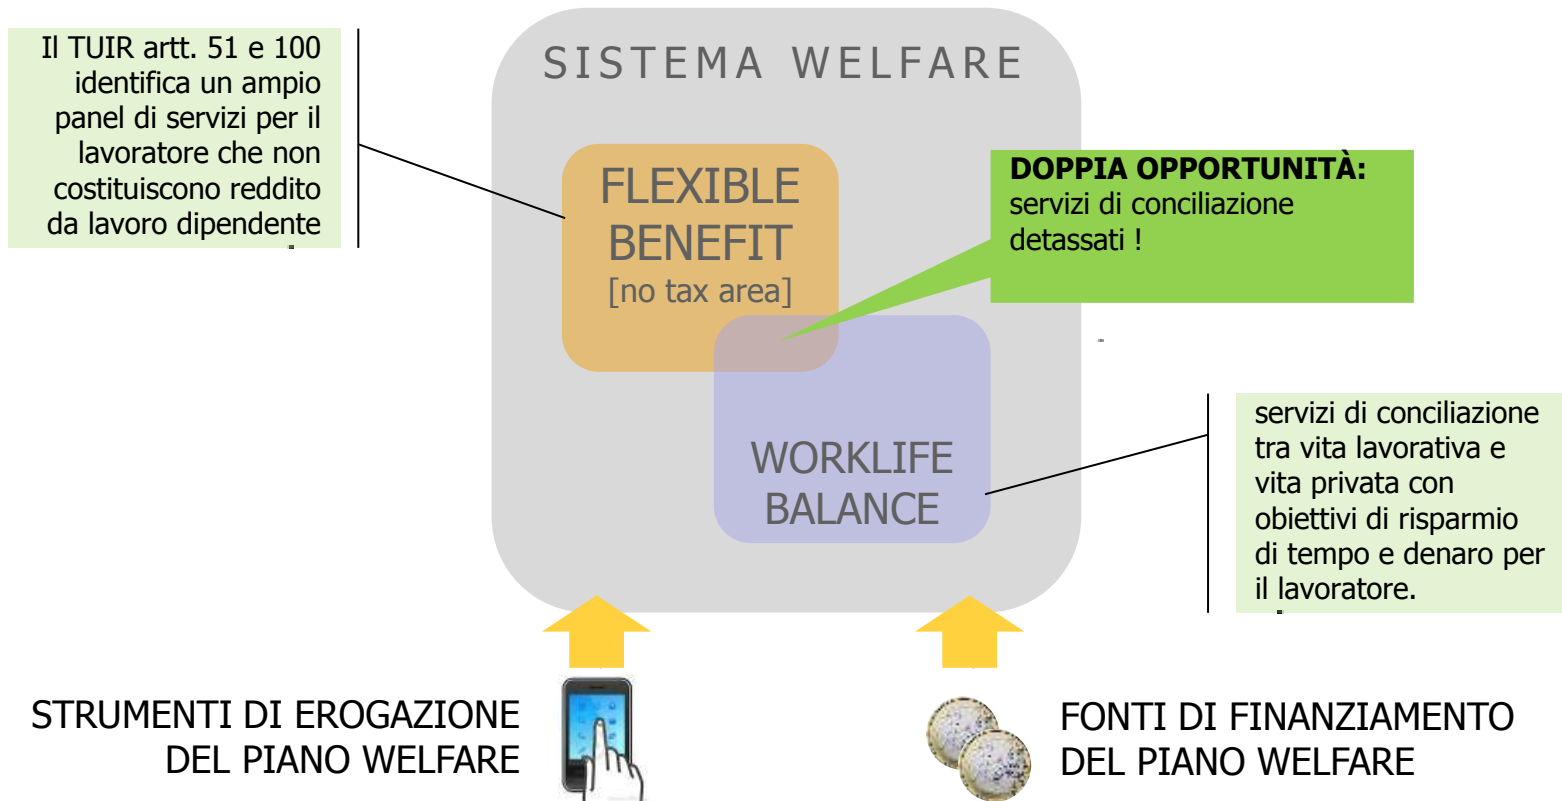 SISTEMA WELFARE
Il TUIR artt. 51 e 100
identifica un ampio
panel di servizi per il
lavoratore che non
costituiscono reddito
da lavoro dipendente
FLEXIBLE
BENEFIT
[no tax area]
DOPPIA OPPORTUNITÀ:
servizi di conciliazione
detassati !
WORKLIFE
BALANCE
servizi di conciliazione
tra vita lavorativa e
vita privata con
obiettivi di risparmio
di tempo e denaro per
il lavoratore.
STRUMENTI DI EROGAZIONE
DEL PIANO WELFARE
FONTI DI FINANZIAMENTO
DEL PIANO WELFARE